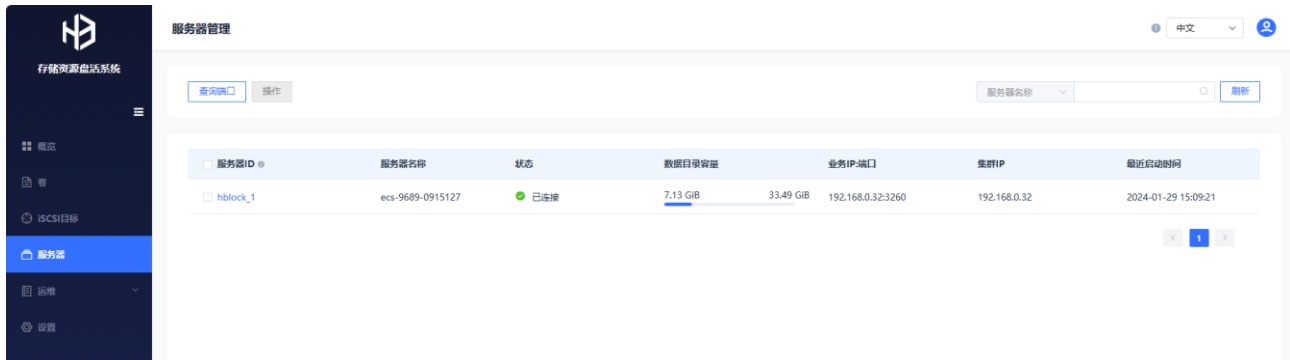 服务器管理
中文
存储资源盘活系统
查询端口
操作
服务器名称
刷新
概览
卷
iSCSI目标
服务器
运维
设置
服务器ID 服务器名称 状态 数据目录容量 业务IP:端口 集群IP 最近启动时间
hblock_1 ecs-9689-0915127 已连接 7.13 GiB 33.49 GiB 192.168.0.32:3260 192.168.0.32 2024-01-29 15:09:21
< 1 >